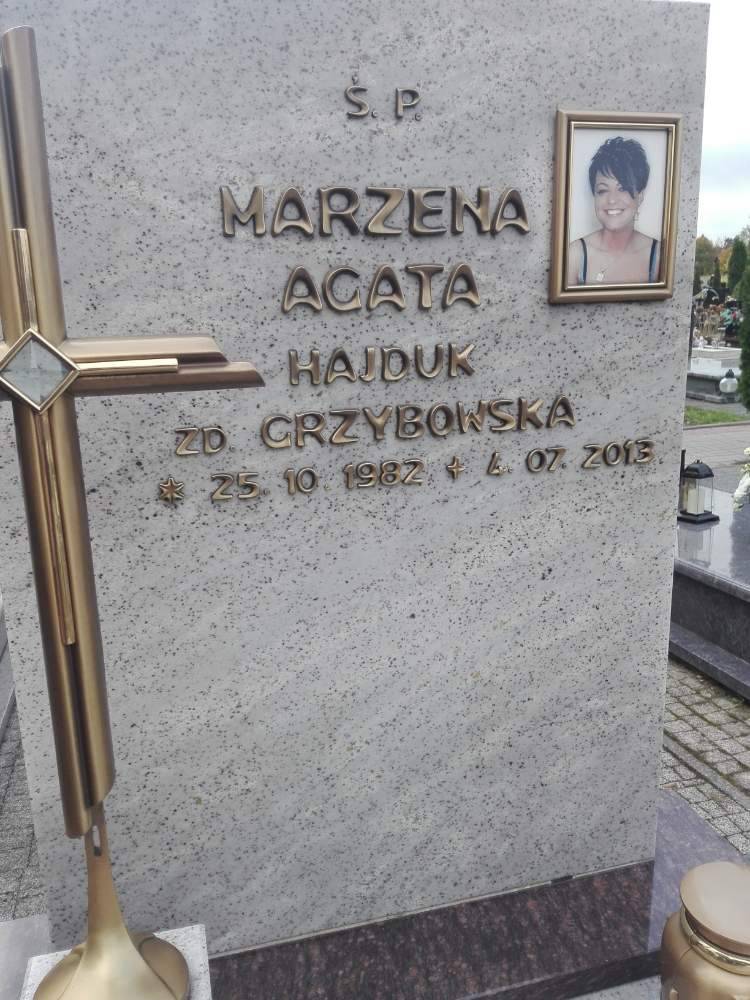 Ś. P.
MARZENA
AGATA
HAJDUK
ZD. GRZYBOWSKA
* 25. 10. 1982 + 4. 07. 2013